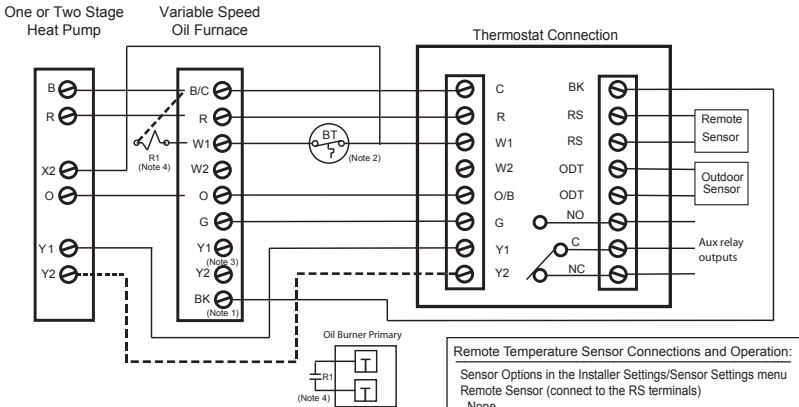 One or Two Stage
Heat Pump
Variable Speed
Oil Furnace
Thermostat Connection
B
R
X2
O
Y1
Y2
B/C
R
W1
W2
O
G
Y1
(Note 3)
Y2
BK
(Note 1)
R1
(Note 4)
BT
(Note 2)
C
R
W1
W2
O/B
G
Y1
Y2
BK
RS
RS
ODT
ODT
NO
C
NC
Remote
Sensor
Outdoor
Sensor
Aux relay
outputs
Oil Burner Primary
R1
(Note 4)
T
T
Remote Temperature Sensor Connections and Operation:
Sensor Options in the Installer Settings/Sensor Settings menu
Remote Sensor (connect to the RS terminals)
None